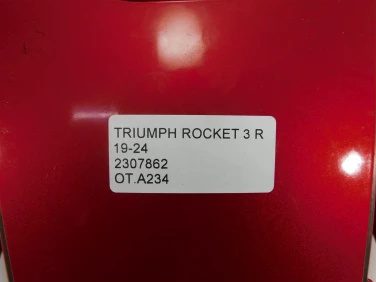 TRIUMPH ROCKET 3 R
19-24
2307862
OT.A234